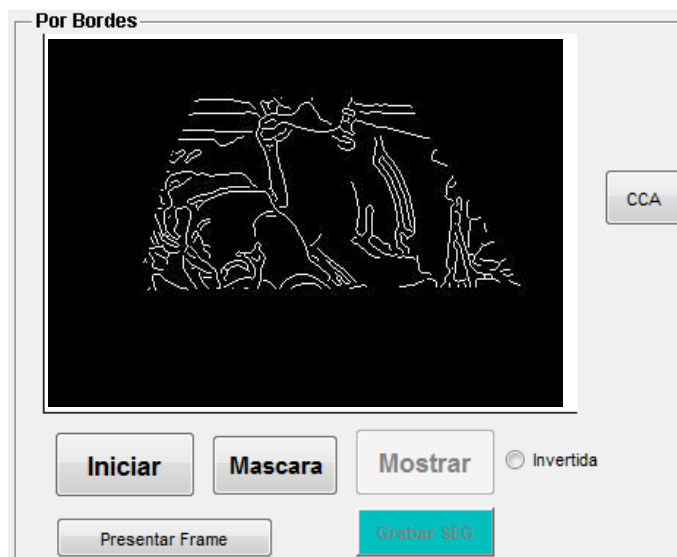 Por Bordes
CCA
Iniciar
Mascara
Mostrar
Invertida
Presentar Frame
Grabar SEG